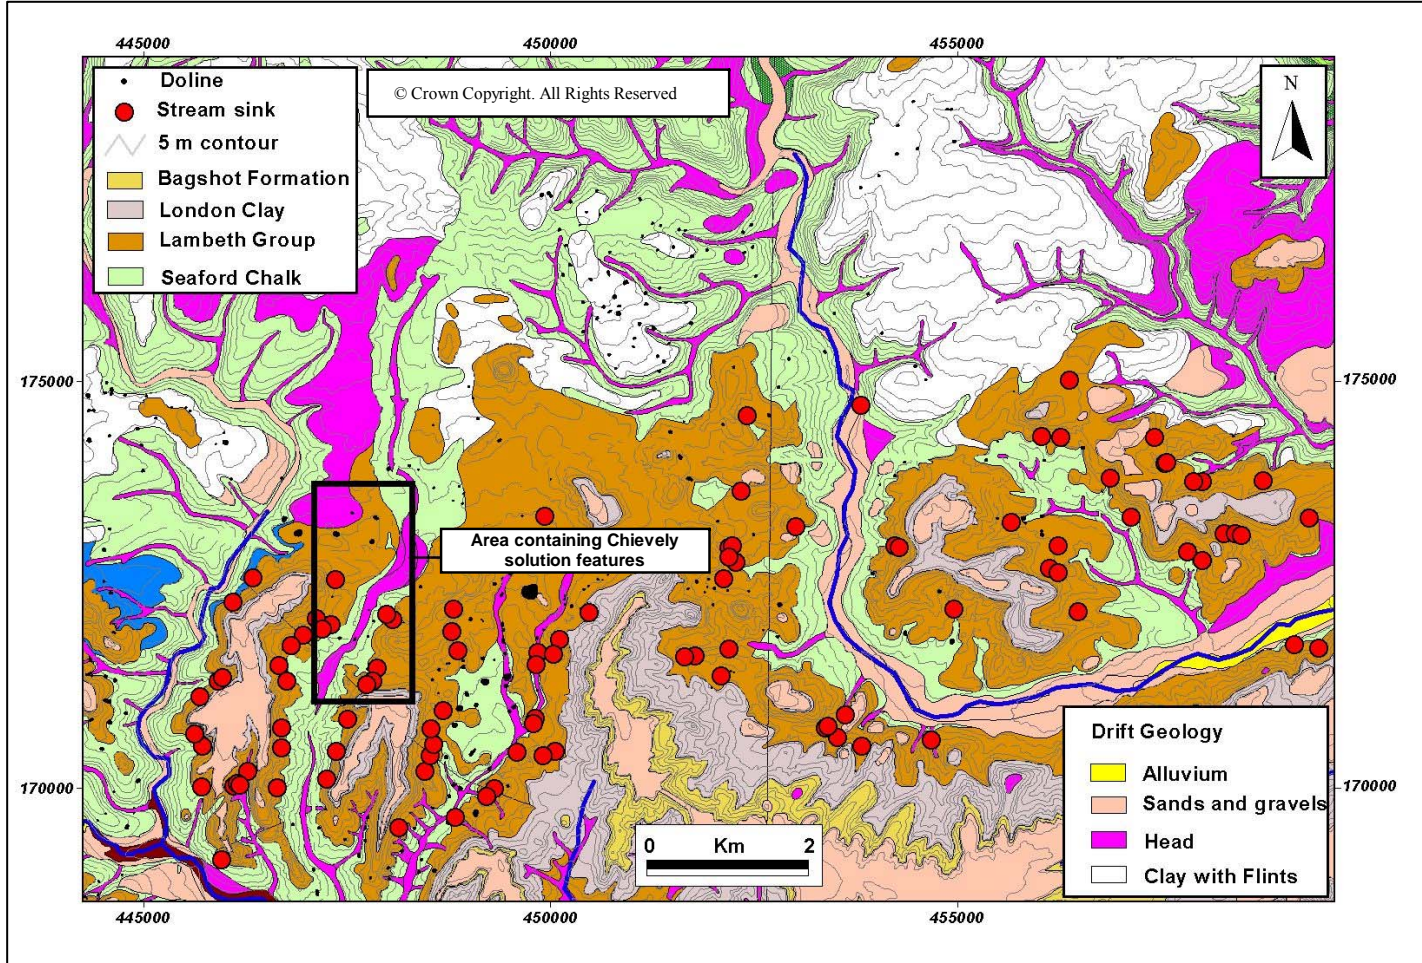 445000
450000
455000
Doline
Stream sink
5 m contour
Bagshot Formation
London Clay
Lambeth Group
Seaford Chalk
© Crown Copyright. All Rights Reserved
N
175000
175000
Area containing Chievely
solution features
170000
170000
0 Km 2
Drift Geology
Alluvium
Sands and gravels
Head
Clay with Flints
445000
450000
455000